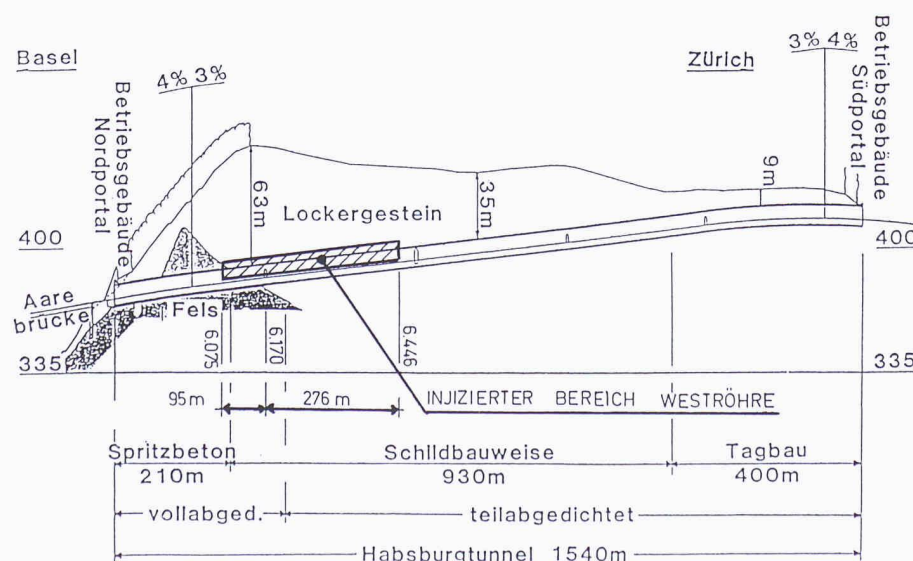 Basel
Zürich
4% 3%
3% 4%
Betriebsgebäude
Nordportal
Betriebsgebäude
Südportal
63m
Lockergestein
35m
9m
400
400
Aare
brücke
Fels
6.075
6.170
6.446
335
335
95m
276 m
INJIZIERTER BEREICH WESTRÖHRE
Spritzbeton
210m
Schildbauweise
930m
Tagbau
400m
vollabged.
teilabgedichtet
Habsburgtunnel 1540m